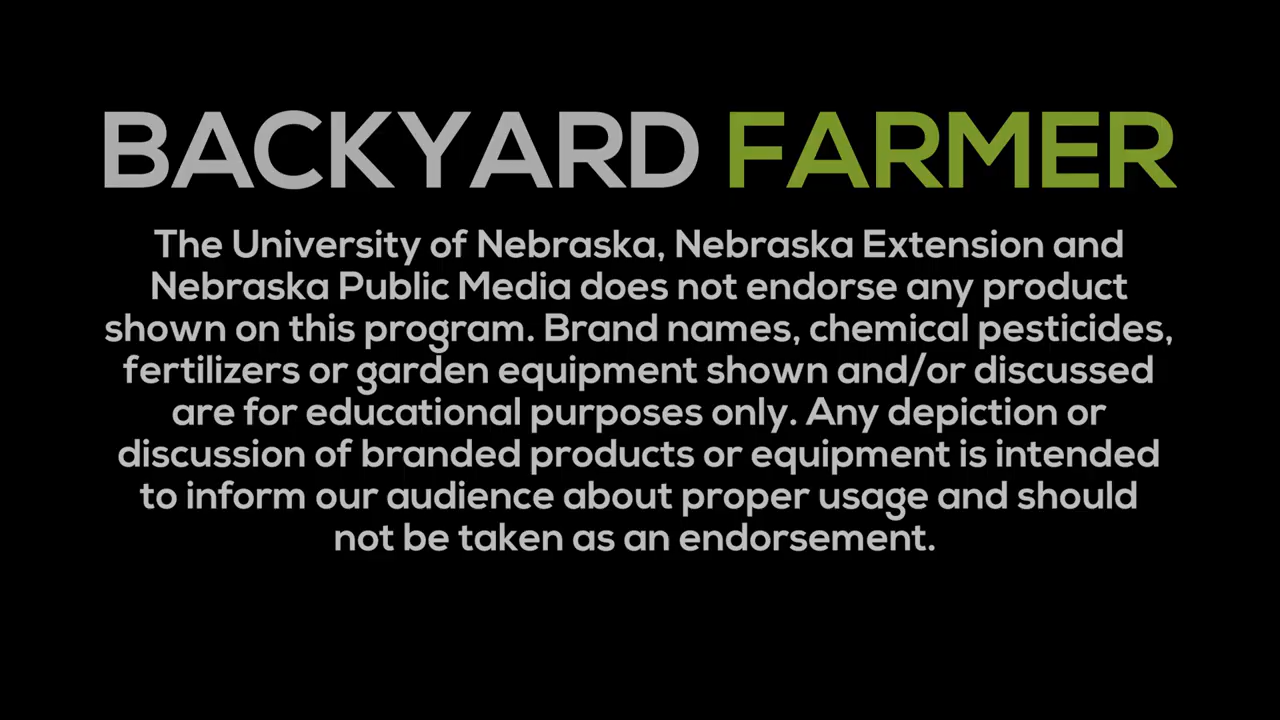 BACKYARD FARMER
The University of Nebraska, Nebraska Extension and
Nebraska Public Media does not endorse any product
shown on this program. Brand names, chemical pesticides,
fertilizers or garden equipment shown and/or discussed
are for educational purposes only. Any depiction or
discussion of branded products or equipment is intended
to inform our audience about proper usage and should
not be taken as an endorsement.